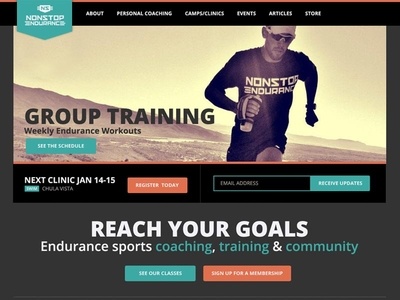 NS
NONSTOP
ENDURANCE
ABOUT
PERSONAL COACHING
CAMPS/CLINICS
EVENTS
ARTICLES
STORE
NONSTOP
ENDURANCE
GROUP TRAINING
Weekly Endurance Workouts
SEE THE SCHEDULE
NEXT CLINIC JAN 14-15
SWIM CHULA VISTA
REGISTER TODAY
EMAIL ADDRESS
RECEIVE UPDATES
REACH YOUR GOALS
Endurance sports coaching, training & community
SEE OUR CLASSES
SIGN UP FOR A MEMBERSHIP